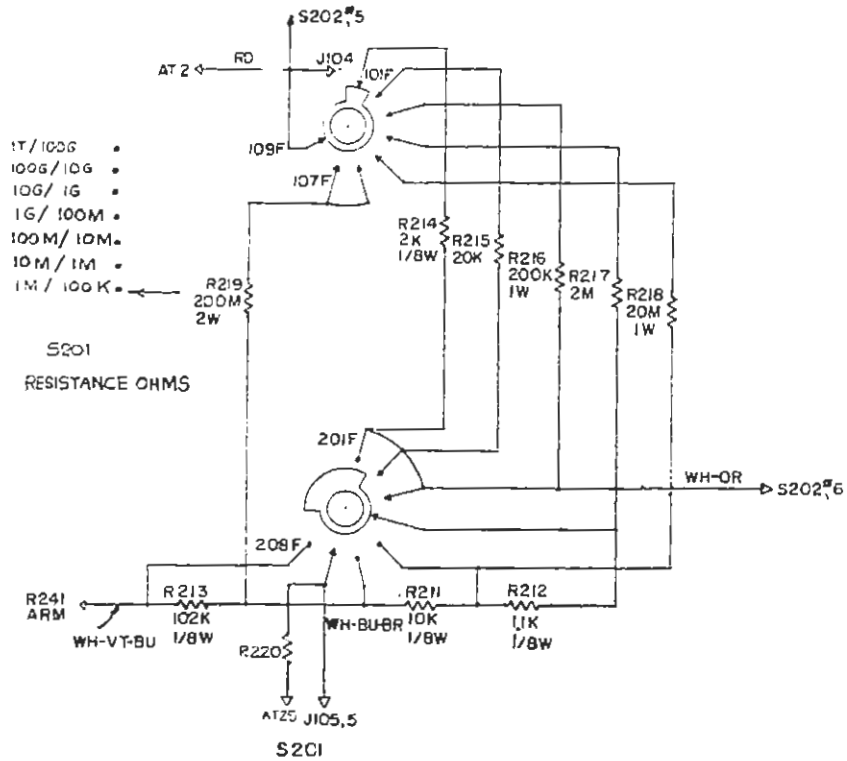 S202,#5
RD
AT2
J104
101F
1T/100G
100G/10G
10G/1G
1G/100M
100M/10M
10M/1M
1M/100K
109F
107F
R214
2K
1/8W
R215
20K
R216
200K
1W
R217
2M
R218
20M
1W
R219
200M
2W
S201
RESISTANCE OHMS
201F
WH-OR
S202,#6
208F
R241
ARM
WH-VT-BU
R213
102K
1/8W
WH-BU-BR
R211
10K
1/8W
R212
1.1K
1/8W
R220
AT25
J105,5
S201